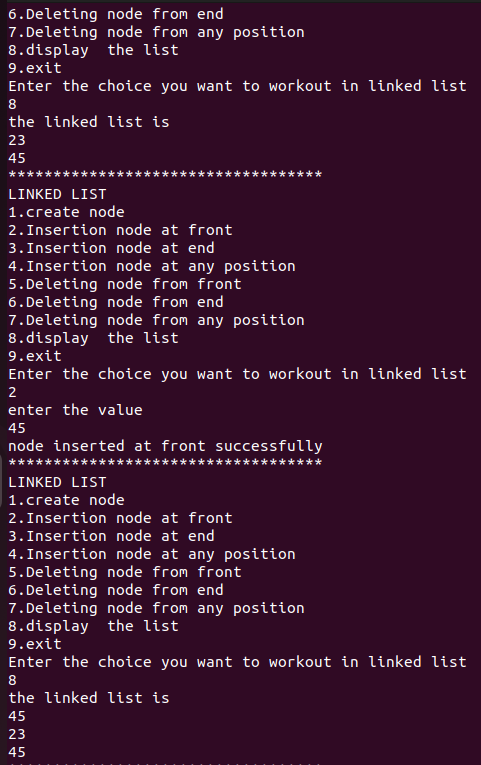 6.Deleting node from end
7.Deleting node from any position
8.display  the list
9.exit
Enter the choice you want to workout in linked list
8
the linked list is
23
45
***********************************
LINKED LIST
1.create node
2.Insertion node at front
3.Insertion node at end
4.Insertion node at any position
5.Deleting node from front
6.Deleting node from end
7.Deleting node from any position
8.display  the list
9.exit
Enter the choice you want to workout in linked list
2
enter the value
45
node inserted at front successfully
***********************************
LINKED LIST
1.create node
2.Insertion node at front
3.Insertion node at end
4.Insertion node at any position
5.Deleting node from front
6.Deleting node from end
7.Deleting node from any position
8.display  the list
9.exit
Enter the choice you want to workout in linked list
8
the linked list is
45
23
45